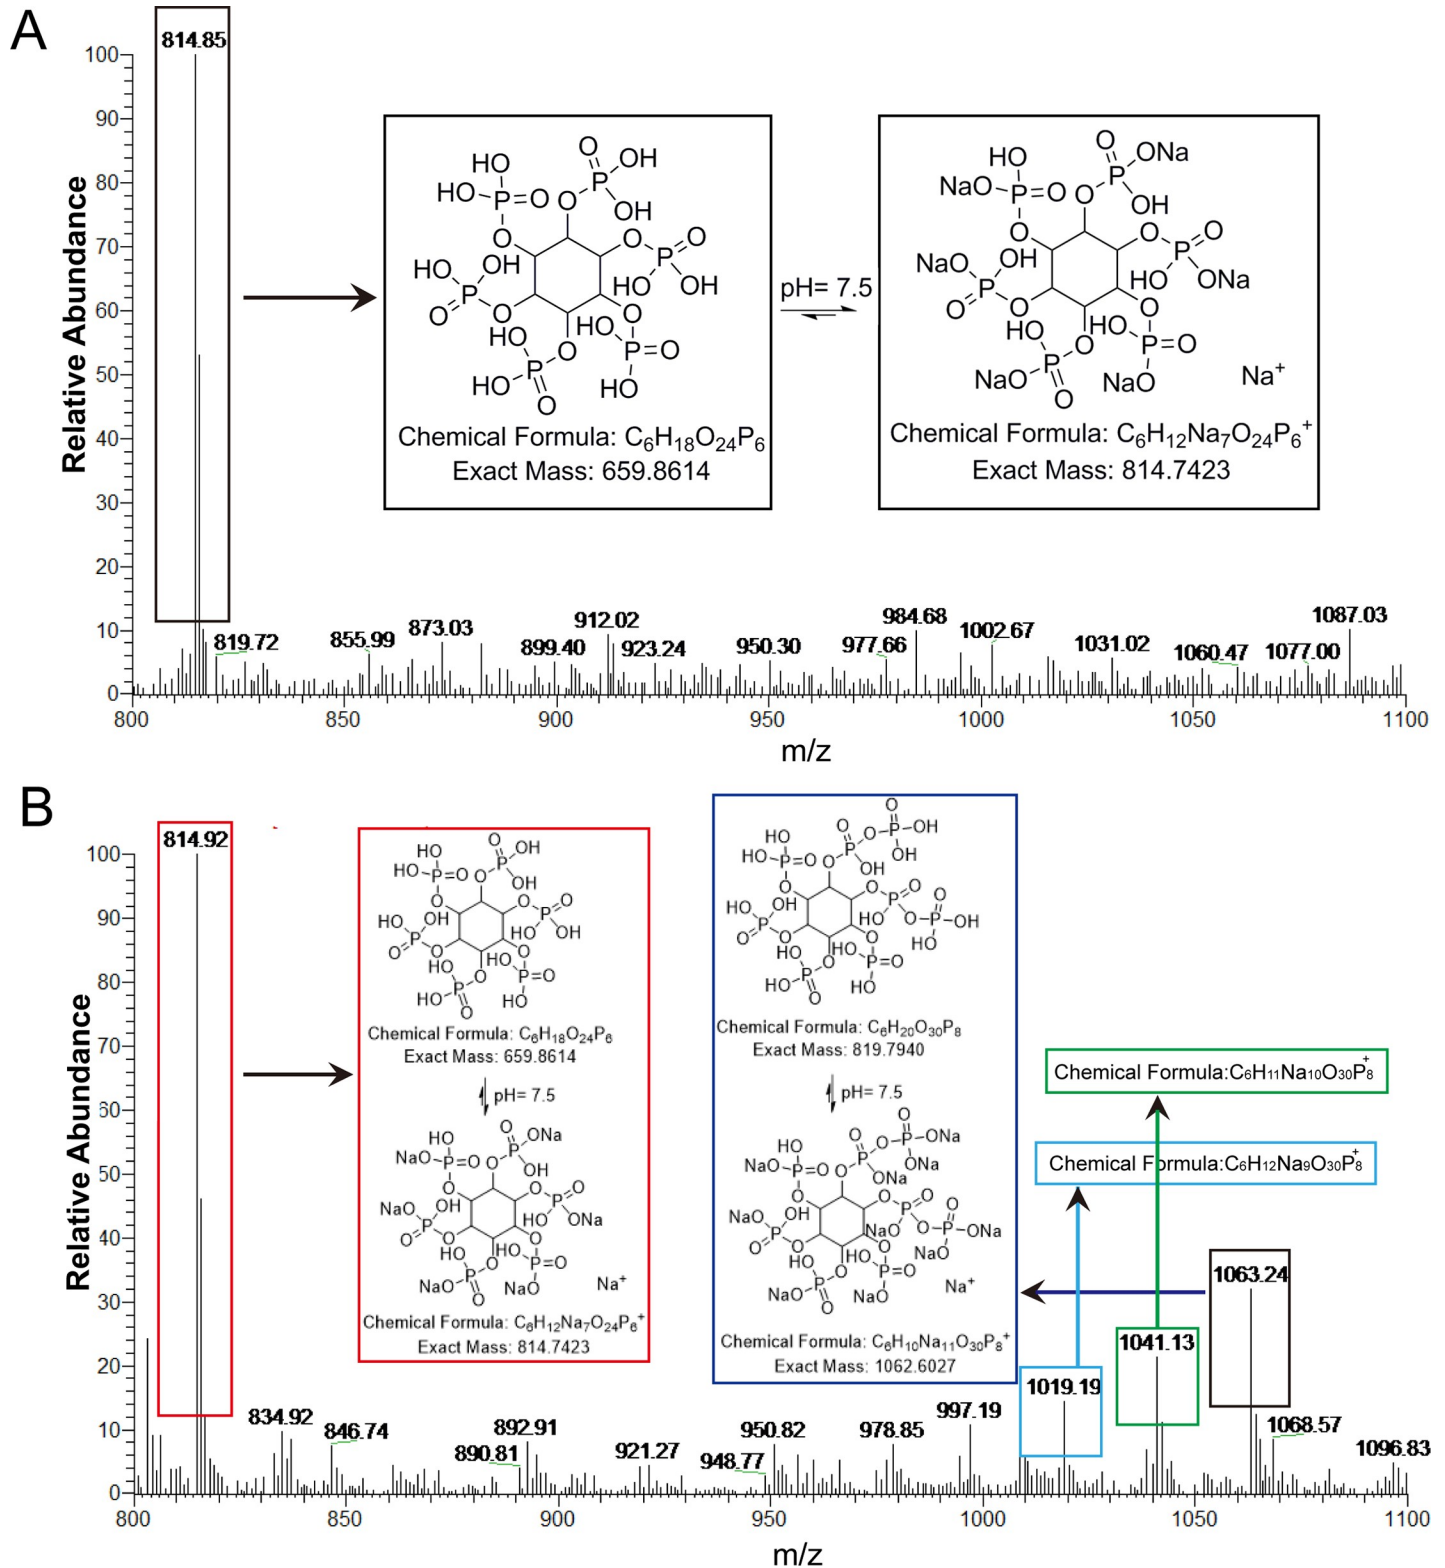 A
814.85
100
90
80
70
60
50
40
30
20
10
0
Relative Abundance
HO
HO
P
O
O
O
P
OH
OH
O
O
P
O
HO
OH
HO
OH
P
O
O
HO
P
O
HO
O
O
HO
P
O
HO
O
Chemical Formula: C6H18O24P6
Exact Mass: 659.8614
pH= 7.5
HO
NaO
P
O
O
O
P
ONa
OH
O
O
P
O
HO
ONa
NaO
OH
P
O
O
HO
P
O
NaO
O
O
HO
P
O
NaO
Na+
Chemical Formula: C6H12Na7O24P6+
Exact Mass: 814.7423
819.72
855.99
873.03
899.40
912.02
923.24
950.30
977.66
984.68
1002.67
1031.02
1060.47
1077.00
1087.03
800
850
900
950
1000
1050
1100
m/z
B
814.92
100
90
80
70
60
50
40
30
20
10
0
Relative Abundance
Chemical Formula: C6H18O24P6
Exact Mass: 659.8614
pH= 7.5
Na+
Chemical Formula: C6H12Na7O24P6+
Exact Mass: 814.7423
Chemical Formula: C6H20O30P8
Exact Mass: 819.7940
pH= 7.5
Na+
Chemical Formula: C6H10Na11O30P8+
Exact Mass: 1062.6027
Chemical Formula:C6H11Na10O30P8+
Chemical Formula:C6H12Na9O30P8+
1063.24
1041.13
1019.19
834.92
846.74
890.81
892.91
921.27
948.77
950.82
978.85
997.19
1068.57
1096.83
800
850
900
950
1000
1050
1100
m/z